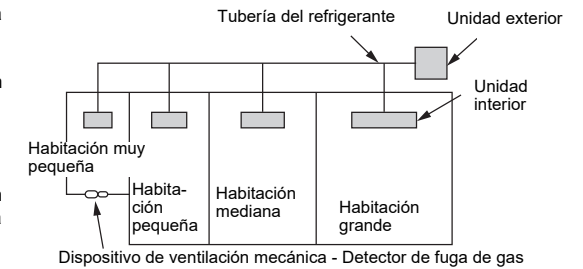 Tubería del refrigerante
Unidad exterior
Unidad
interior
Habitación muy
pequeña
Habita-
ción
pequeña
Habitación
mediana
Habitación
grande
Dispositivo de ventilación mecánica - Detector de fuga de gas